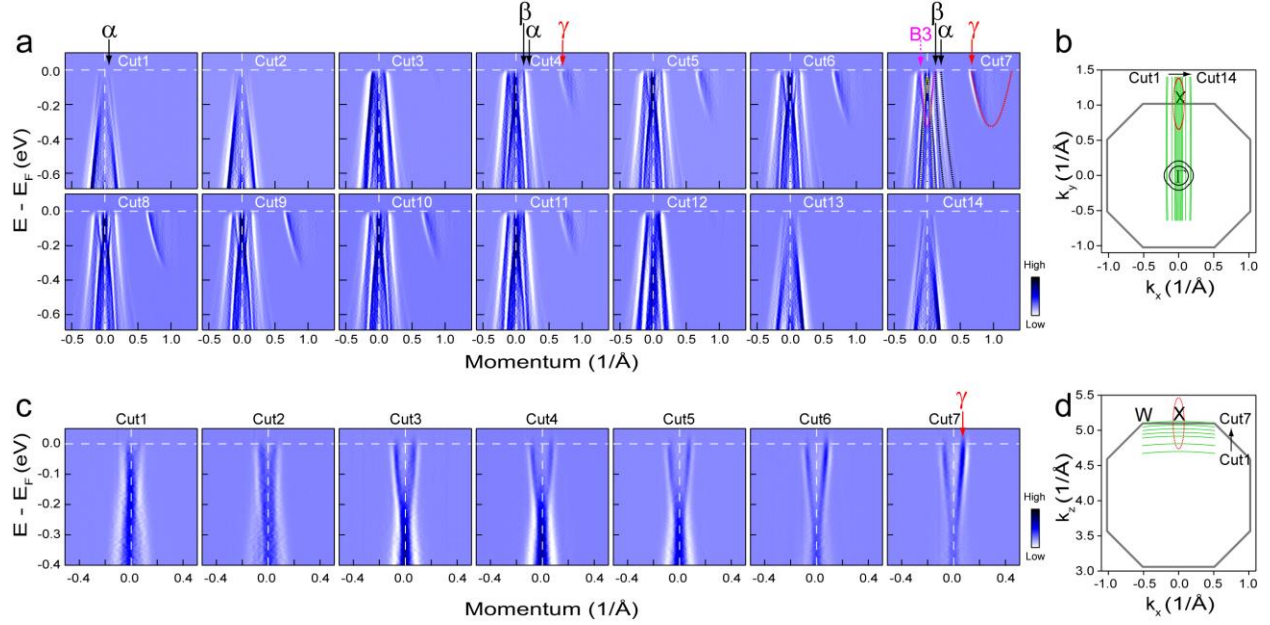 a
α
β
α
γ
B3
β
α
γ
Cut1
Cut2
Cut3
Cut4
Cut5
Cut6
Cut7
0.0
-0.2
-0.4
-0.6
E - E_F (eV)
Cut8
Cut9
Cut10
Cut11
Cut12
Cut13
Cut14
0.0
-0.2
-0.4
-0.6
High
Low
-0.5 0.0 0.5 1.0
-0.5 0.0 0.5 1.0
-0.5 0.0 0.5 1.0
-0.5 0.0 0.5 1.0
-0.5 0.0 0.5 1.0
-0.5 0.0 0.5 1.0
-0.5 0.0 0.5 1.0
Momentum (1/Å)
b
Cut1
Cut14
X
Γ
1.5
1.0
0.5
0.0
-0.5
-1.0
k_y (1/Å)
-1.0 -0.5 0.0 0.5 1.0
k_x (1/Å)
c
γ
Cut1
Cut2
Cut3
Cut4
Cut5
Cut6
Cut7
0.0
-0.1
-0.2
-0.3
-0.4
E - E_F (eV)
High
Low
-0.4 0.0 0.4
-0.4 0.0 0.4
-0.4 0.0 0.4
-0.4 0.0 0.4
-0.4 0.0 0.4
-0.4 0.0 0.4
-0.4 0.0 0.4
Momentum (1/Å)
d
W
X
Cut7
Cut1
5.5
5.0
4.5
4.0
3.5
3.0
k_z (1/Å)
-1.0 -0.5 0.0 0.5 1.0
k_x (1/Å)